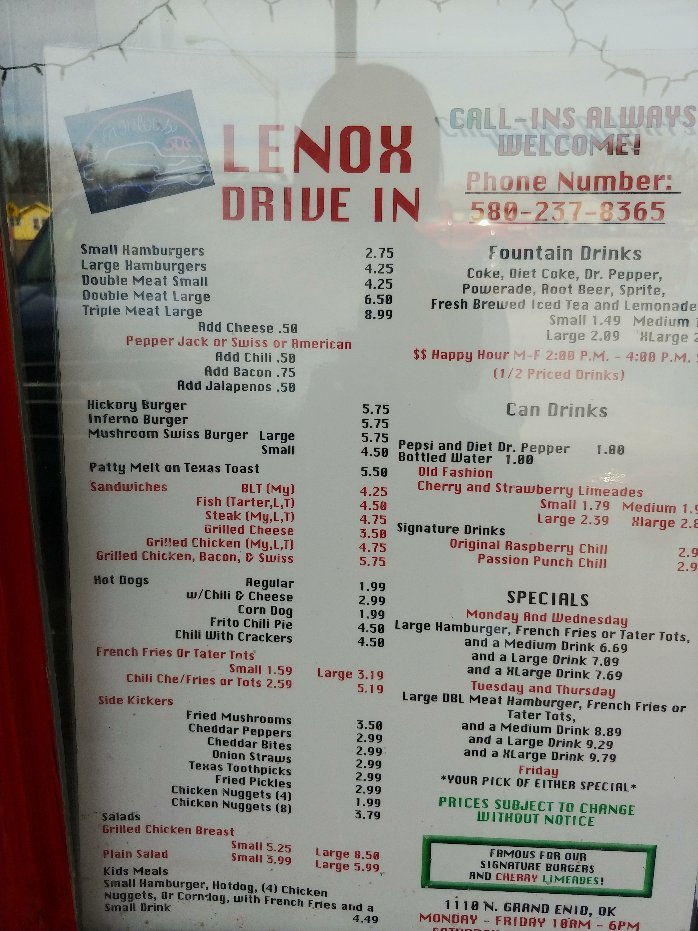 LENOX
DRIVE IN
CALL-INS ALWAYS
WELCOME!
Phone Number:
580-237-8365
Small Hamburgers 2.75
Large Hamburgers 4.25
Double Meat Small 4.25
Double Meat Large 6.50
Triple Meat Large 8.99
Add Cheese .50
Pepper Jack or Swiss or American
Add Chili .50
Add Bacon .75
Add Jalapenos .50
Hickory Burger 5.75
Inferno Burger 5.75
Mushroom Swiss Burger Large 5.75
Small 4.50
Patty Melt on Texas Toast 5.50
Sandwiches BLT (My) 4.25
Fish (Tarter,L,T) 4.50
Steak (My,L,T) 4.75
Grilled Cheese 3.50
Grilled Chicken (My,L,T) 4.75
Grilled Chicken, Bacon, & Swiss 5.75
Hot Dogs Regular 1.99
w/Chili & Cheese 2.99
Corn Dog 1.99
Frito Chili Pie 4.50
Chili With Crackers 4.50
French Fries Or Tater Tots
Small 1.59 Large 3.19
Chili Che/Fries or Tots 2.59 5.19
Side Kickers
Fried Mushrooms 3.50
Cheddar Peppers 2.99
Cheddar Bites 2.99
Onion Straws 2.99
Texas Toothpicks 2.99
Fried Pickles 2.99
Chicken Nuggets (4) 1.99
Chicken Nuggets (8) 3.79
Salads
Grilled Chicken Breast
Small 5.25 Large 8.50
Plain Salad Small 3.99 Large 5.99
Kids Meals
Small Hamburger, Hotdog, (4) Chicken
Nuggets, Or Corndog, with French Fries and a
Small Drink 4.49
Fountain Drinks
Coke, Diet Coke, Dr. Pepper,
Powerade, Root Beer, Sprite,
Fresh Brewed Iced Tea and Lemonade
Small 1.49 Medium
Large 2.09 XLarge
$$ Happy Hour M-F 2:00 P.M. - 4:00 P.M.
(1/2 Priced Drinks)
Can Drinks
Pepsi and Diet Dr. Pepper 1.00
Bottled Water 1.00
Old Fashion
Cherry and Strawberry Limeades
Small 1.79 Medium
Large 2.39 Xlarge
Signature Drinks
Original Raspberry Chill
Passion Punch Chill
SPECIALS
Monday And Wednesday
Large Hamburger, French Fries or Tater Tots,
and a Medium Drink 6.69
and a Large Drink 7.09
and a XLarge Drink 7.69
Tuesday and Thursday
Large DBL Meat Hamburger, French Fries or
Tater Tots,
and a Medium Drink 8.89
and a Large Drink 9.29
and a XLarge Drink 9.79
Friday
*YOUR PICK OF EITHER SPECIAL*
PRICES SUBJECT TO CHANGE
WITHOUT NOTICE
FAMOUS FOR OUR
SIGNATURE BURGERS
AND CHERRY LIMEADES!
1110 N. GRAND ENID, OK
MONDAY - FRIDAY 10AM - 6PM